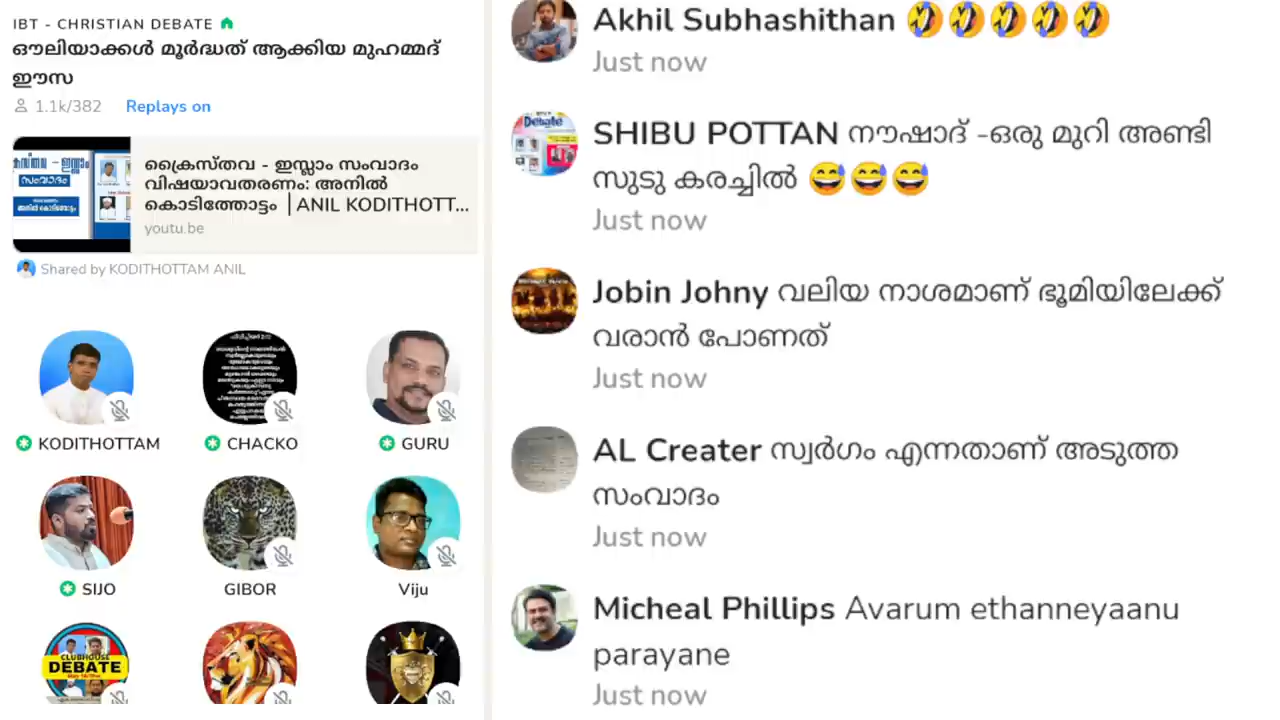 IBT - CHRISTIAN DEBATE
ഔലിയാക്കൾ മൂർദ്ധത് ആക്കിയ മുഹമ്മദ്
ഈസ
1.1k/382 Replays on
സംവാദം
ക്രൈസ്തവ - ഇസ്ലാം സംവാദം
വിഷയാവതരണം: അനിൽ
കൊടിത്തോട്ടം | ANIL KODITHOTT...
youtu.be
Shared by KODITHOTTAM ANIL
KODITHOTTAM
CHACKO
GURU
SIJO
GIBOR
Viju
CLUBHOUSE
DEBATE
Akhil Subhashithan 🤣🤣🤣🤣🤣
Just now
Debate
SHIBU POTTAN നൗഷാദ് -ഒരു മുറി അണ്ടി
സുടു കരച്ചിൽ 😅😅😅
Just now
Jobin Johny വലിയ നാശമാണ് ഭൂമിയിലേക്ക്
വരാൻ പോണത്
Just now
AL Creater സ്വർഗം എന്നതാണ് അടുത്ത
സംവാദം
Just now
Micheal Phillips Avarum ethanneyaanu
parayane
Just now